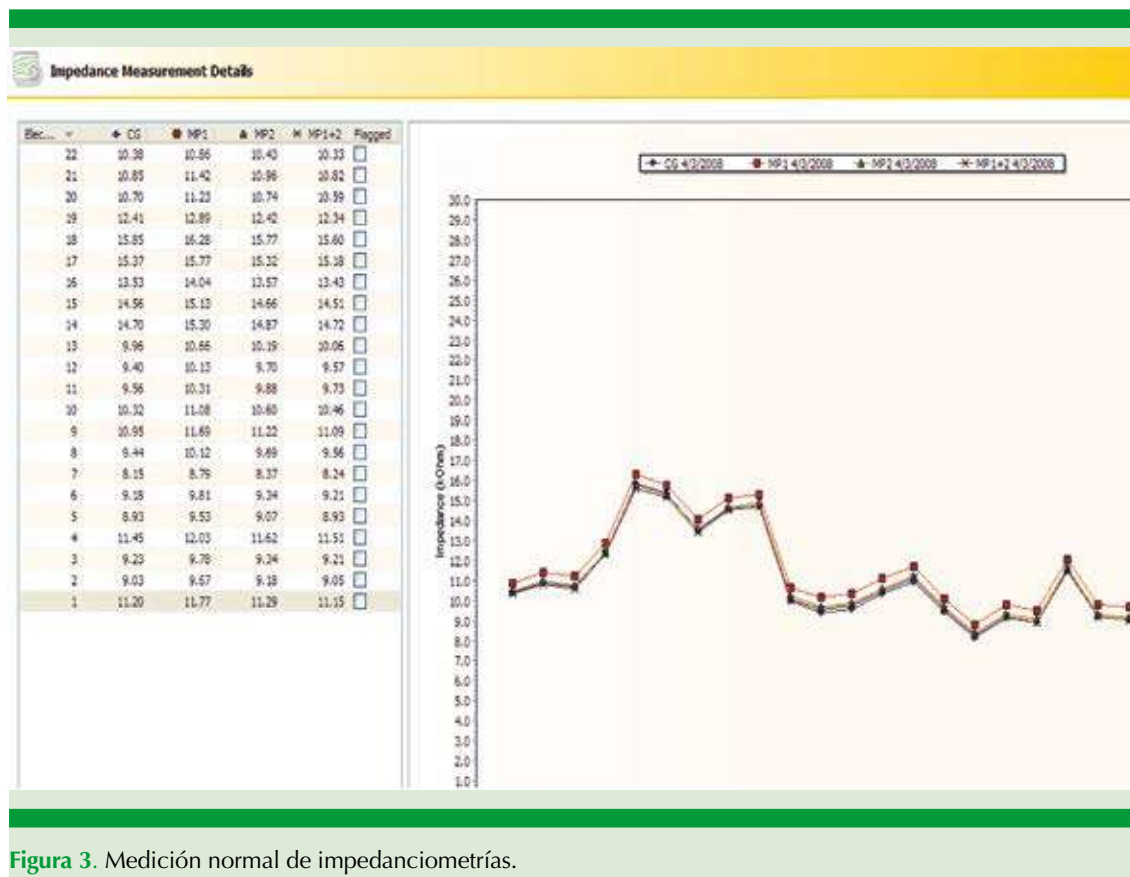 Impedance Measurement Details
Elec... CG MP1 MP2 MP1+2 Flagged
22 10.38 10.86 10.43 10.33
21 10.85 11.42 10.96 10.82
20 10.70 11.23 10.74 10.59
19 12.41 12.89 12.42 12.34
18 15.85 16.28 15.77 15.60
17 15.37 15.77 15.32 15.18
16 13.53 14.04 13.57 13.43
15 14.56 15.13 14.66 14.51
14 14.70 15.30 14.87 14.72
13 9.96 10.66 10.19 10.06
12 9.40 10.13 9.70 9.57
11 9.56 10.31 9.88 9.73
10 10.32 11.08 10.60 10.46
9 10.95 11.69 11.22 11.09
8 9.44 10.12 9.69 9.56
7 8.15 8.79 8.37 8.24
6 9.18 9.81 9.34 9.21
5 8.93 9.53 9.07 8.93
4 11.45 12.03 11.62 11.51
3 9.23 9.78 9.34 9.21
2 9.03 9.67 9.18 9.05
1 11.20 11.77 11.29 11.15
CG 4/3/2008 MP1 4/3/2008 MP2 4/3/2008 MP1+2 4/3/2008
Impedance (kOhm)
30.0
29.0
28.0
27.0
26.0
25.0
24.0
23.0
22.0
21.0
20.0
19.0
18.0
17.0
16.0
15.0
14.0
13.0
12.0
11.0
10.0
9.0
8.0
7.0
6.0
5.0
4.0
3.0
2.0
1.0
Figura 3. Medición normal de impedanciometrías.